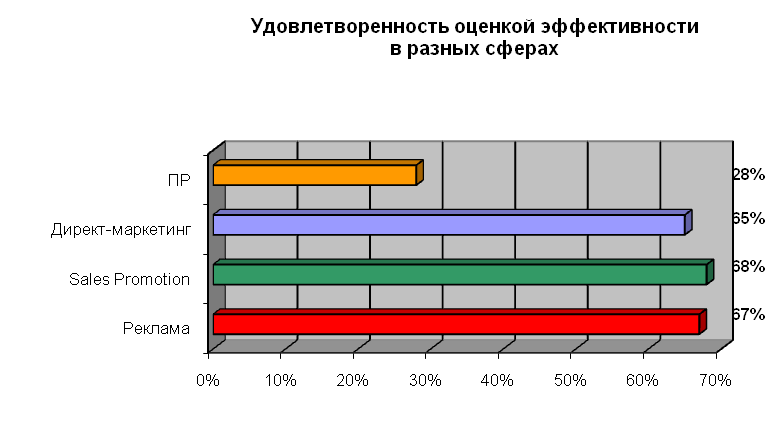 Удовлетворенность оценкой эффективности
в разных сферах
ПР
28%
Директ-маркетинг
65%
Sales Promotion
68%
Реклама
67%
0% 10% 20% 30% 40% 50% 60% 70%